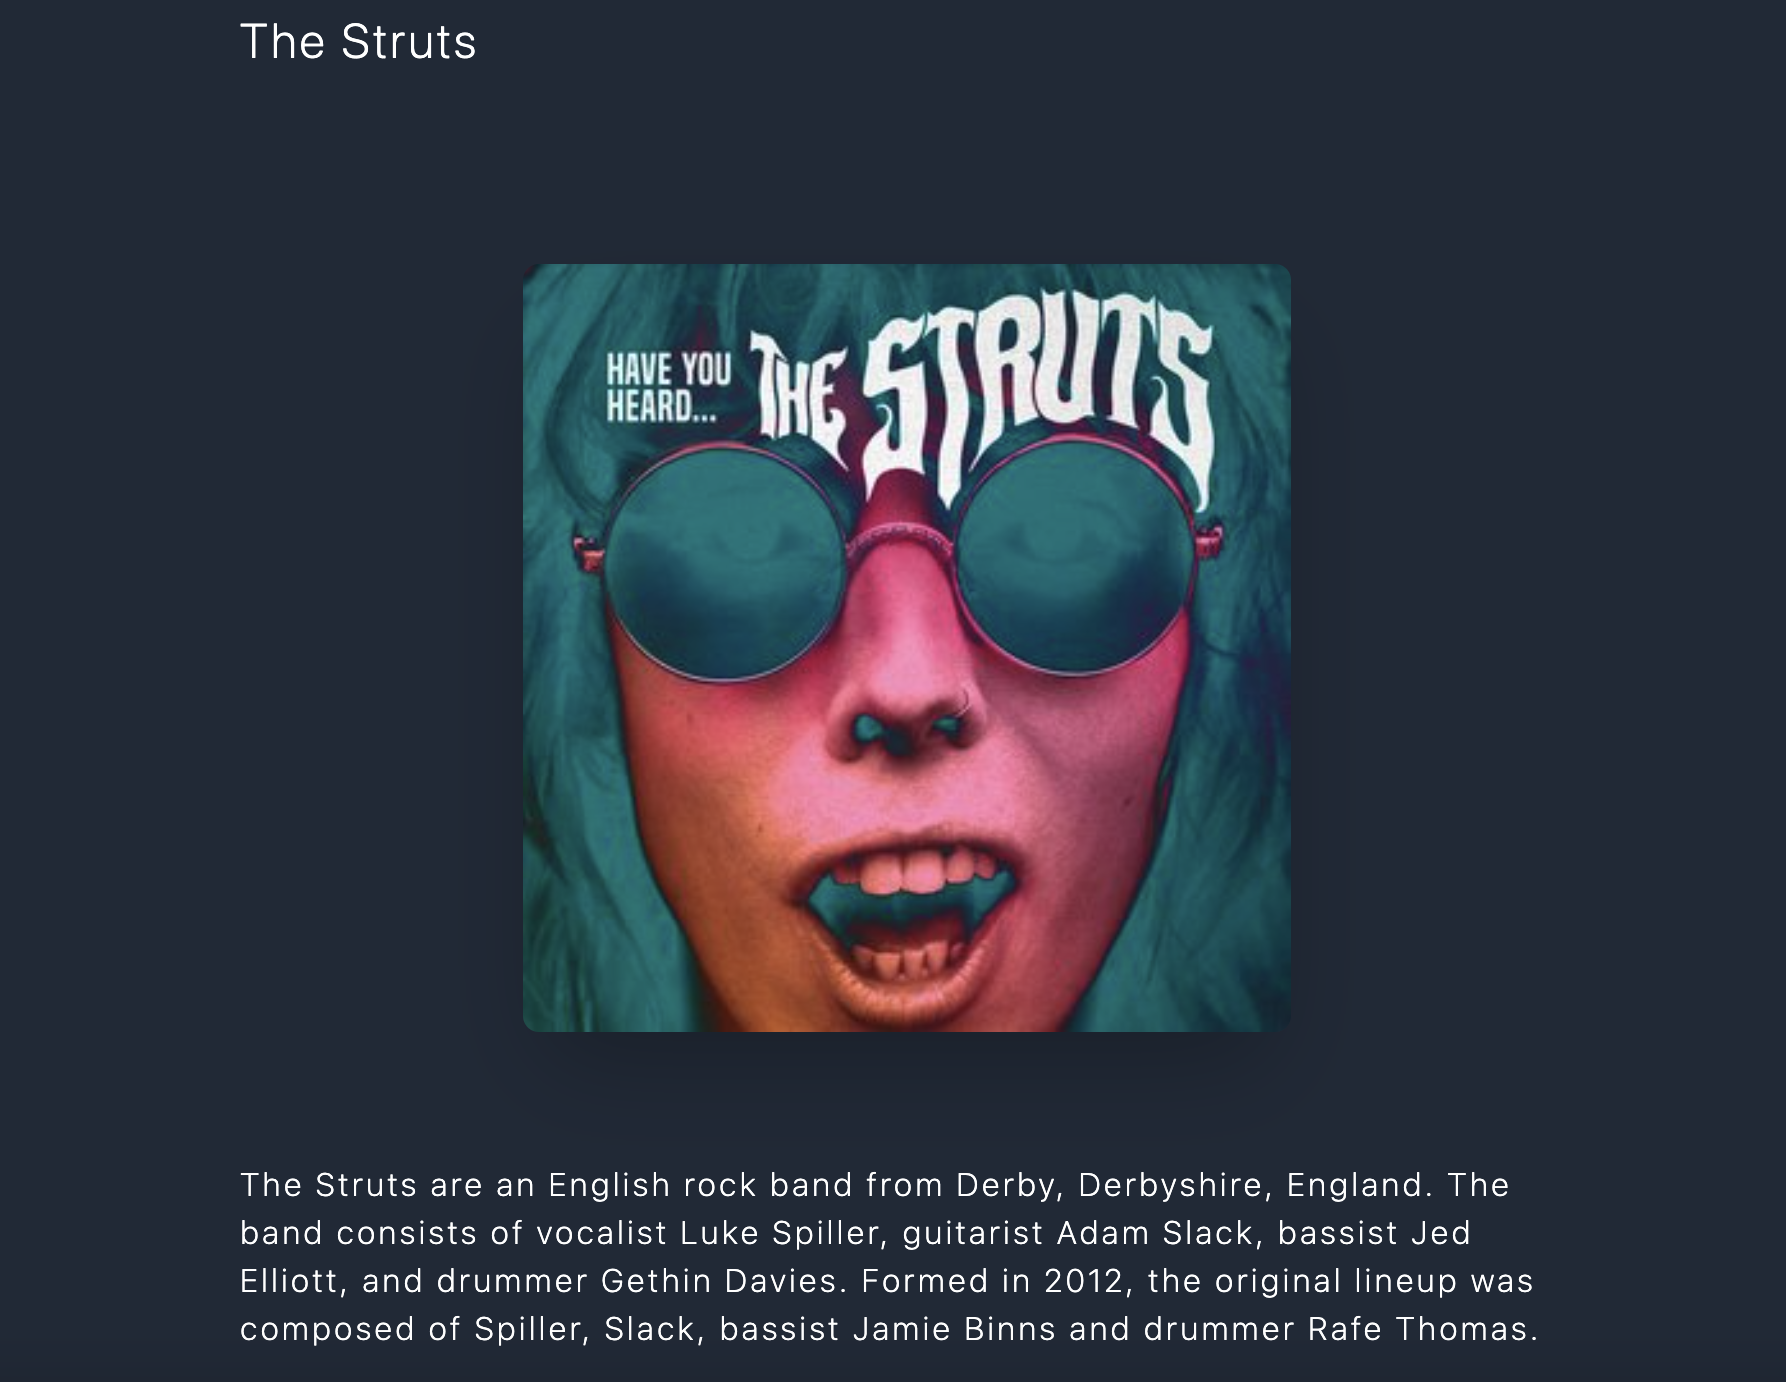 The Struts
HAVE YOU
HEARD...
THE STRUTS
The Struts are an English rock band from Derby, Derbyshire, England. The
band consists of vocalist Luke Spiller, guitarist Adam Slack, bassist Jed
Elliott, and drummer Gethin Davies. Formed in 2012, the original lineup was
composed of Spiller, Slack, bassist Jamie Binns and drummer Rafe Thomas.